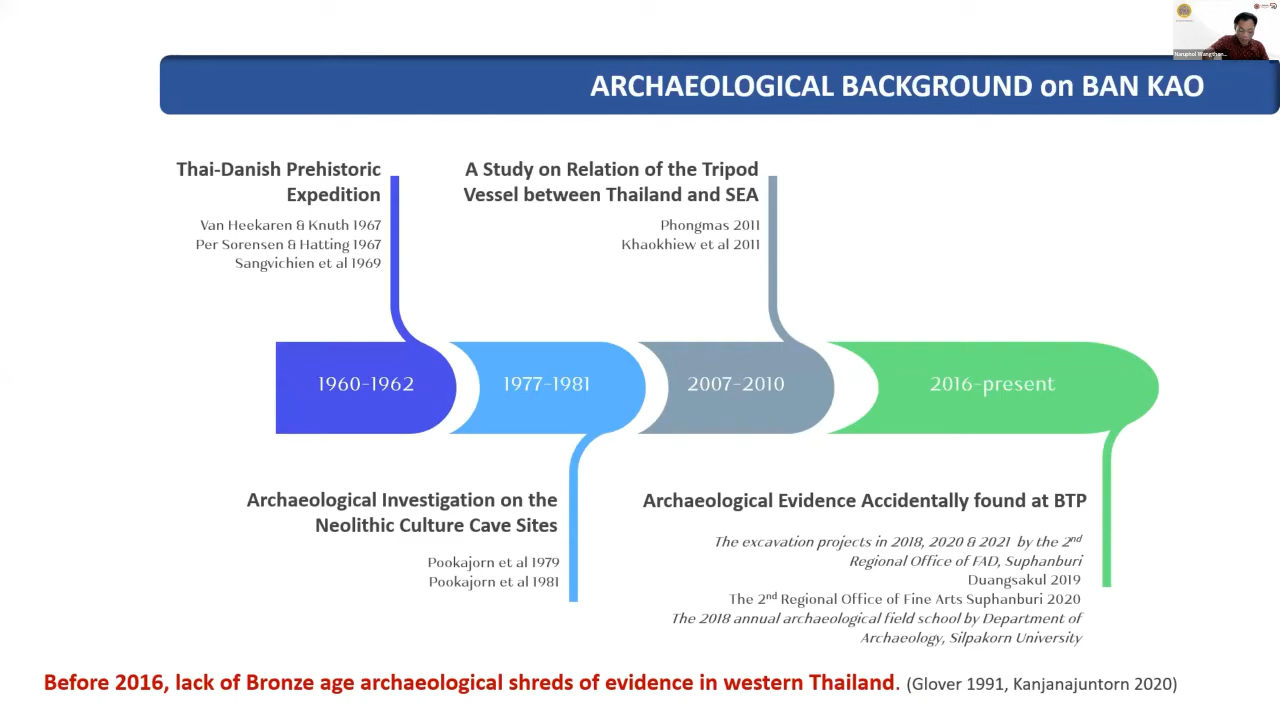 ARCHAEOLOGICAL BACKGROUND on BAN KAO
Thai-Danish Prehistoric
Expedition
Van Heekaren & Knuth 1967
Per Sorensen & Hatting 1967
Sangvichien et al 1969
A Study on Relation of the Tripod
Vessel between Thailand and SEA
Phongmas 2011
Khaokhiew et al 2011
1960-1962
1977-1981
2007-2010
2016-present
Archaeological Investigation on the
Neolithic Culture Cave Sites
Pookajorn et al 1979
Pookajorn et al 1981
Archaeological Evidence Accidentally found at BTP
The excavation projects in 2018, 2020 & 2021 by the 2nd
Regional Office of FAD, Suphanburi
Duangsakul 2019
The 2nd Regional Office of Fine Arts Suphanburi 2020
The 2018 annual archaeological field school by Department of
Archaeology, Silpakorn University
Before 2016, lack of Bronze age archaeological shreds of evidence in western Thailand. (Glover 1991, Kanjanajuntorn 2020)